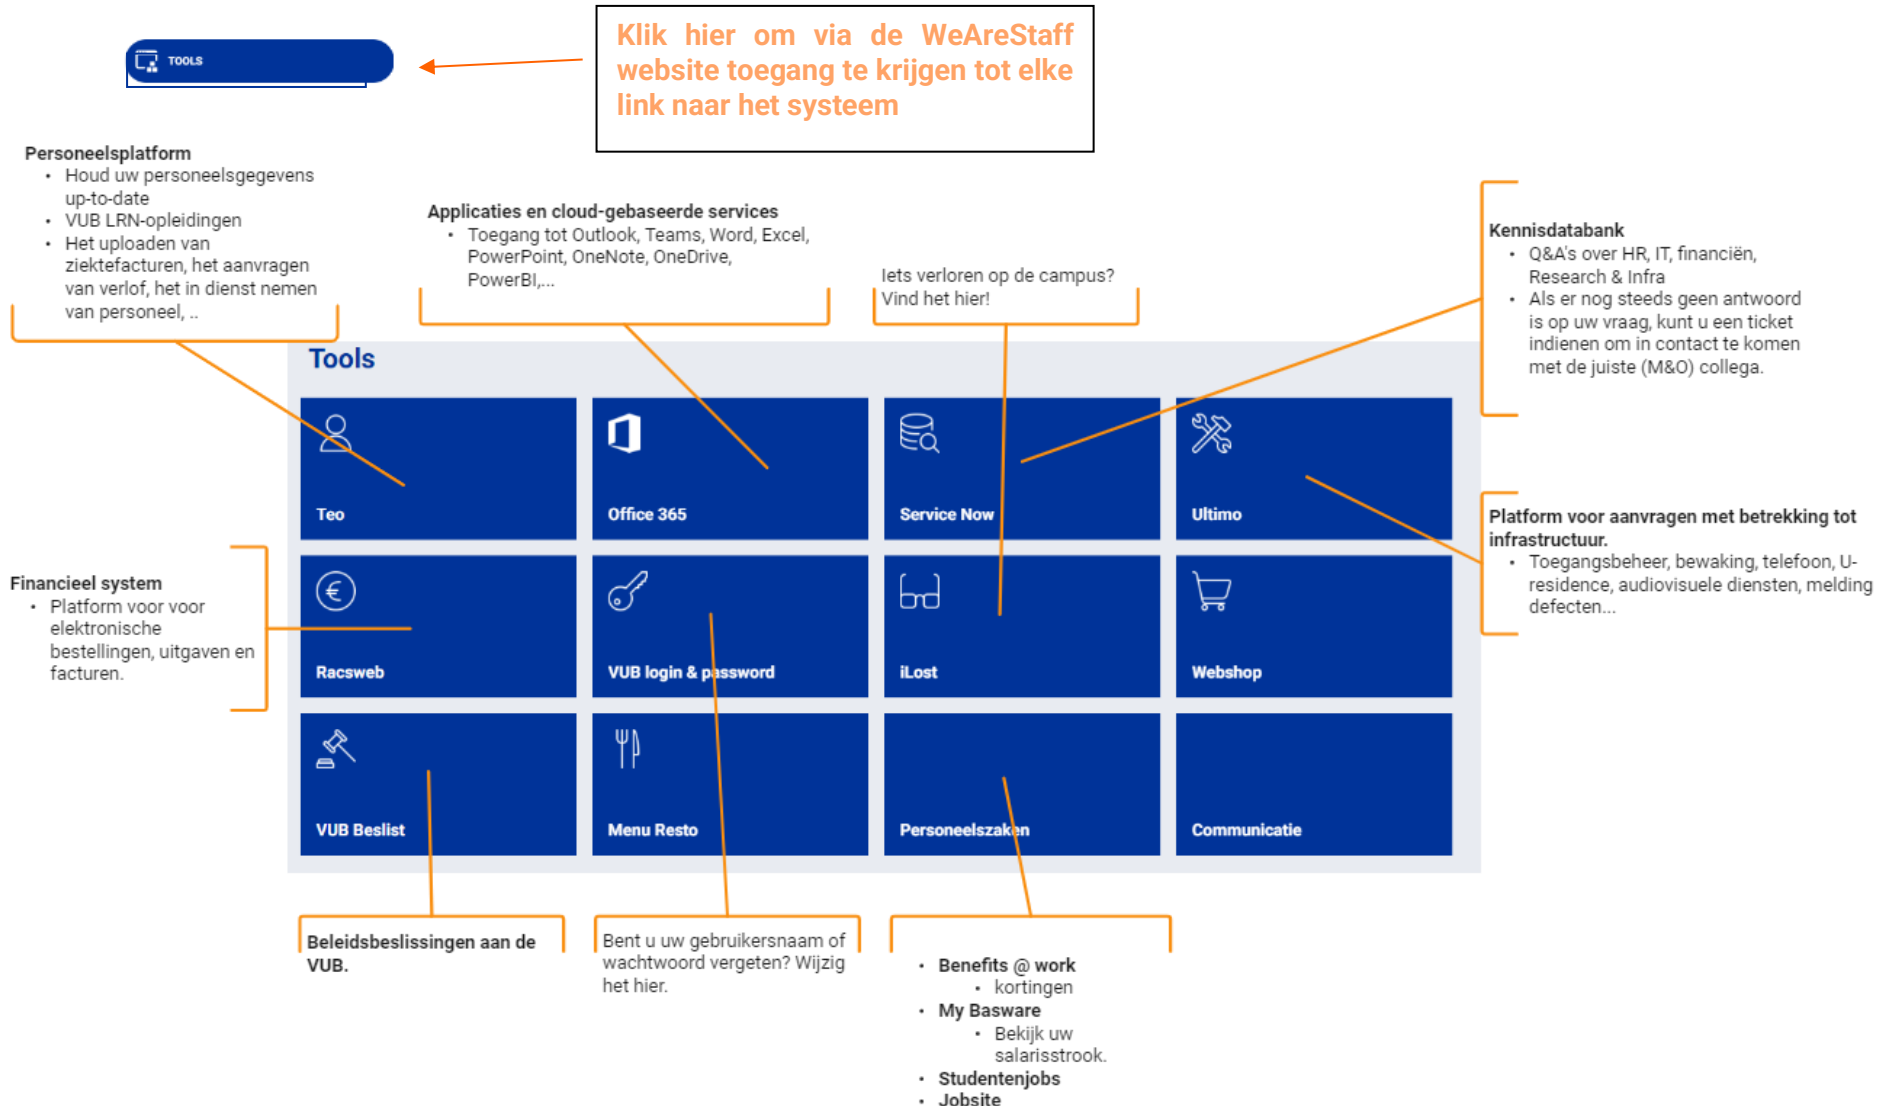 TOOLS
Klik hier om via de WeAreStaff
website toegang te krijgen tot elke
link naar het systeem
Personeelsplatform
• Houd uw personeelsgegevens
up-to-date
• VUB LRN-opleidingen
• Het uploaden van
ziektefacturen, het aanvragen
van verlof, het in dienst nemen
van personeel, ..
Applicaties en cloud-gebaseerde services
• Toegang tot Outlook, Teams, Word, Excel,
PowerPoint, OneNote, OneDrive,
PowerBI,...
Iets verloren op de campus?
Vind het hier!
Kennisdatabank
• Q&A's over HR, IT, financiën,
Research & Infra
• Als er nog steeds geen antwoord
is op uw vraag, kunt u een ticket
indienen om in contact te komen
met de juiste (M&O) collega.
Tools
Teo
Office 365
Service Now
Ultimo
Platform voor aanvragen met betrekking tot
infrastructuur.
• Toegangsbeheer, bewaking, telefoon, U-
residence, audiovisuele diensten, melding
defecten...
Financieel system
• Platform voor voor
elektronische
bestellingen, uitgaven en
facturen.
Racsweb
VUB login & password
iLost
Webshop
VUB Beslist
Menu Resto
Personeelszaken
Communicatie
Beleidsbeslissingen aan de
VUB.
Bent u uw gebruikersnaam of
wachtwoord vergeten? Wijzig
het hier.
• Benefits @ work
• kortingen
• My Basware
• Bekijk uw
salarisstrook.
• Studentenjobs
• Jobsite